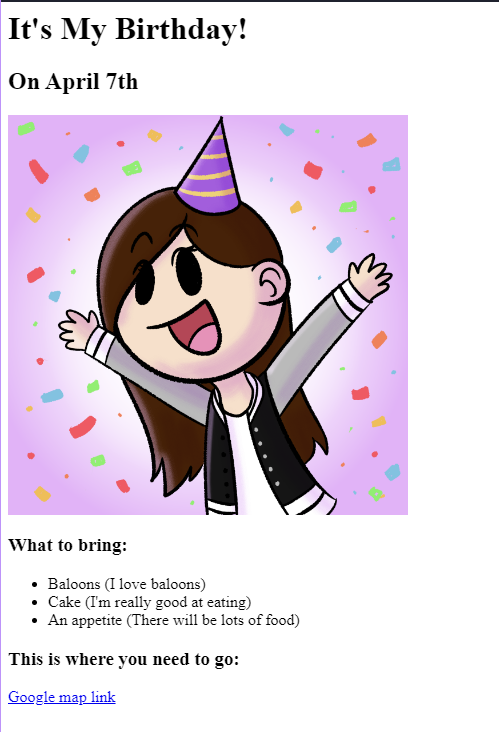 It's My Birthday!
On April 7th
What to bring:
Baloons (I love baloons)
Cake (I'm really good at eating)
An appetite (There will be lots of food)
This is where you need to go:
Google map link